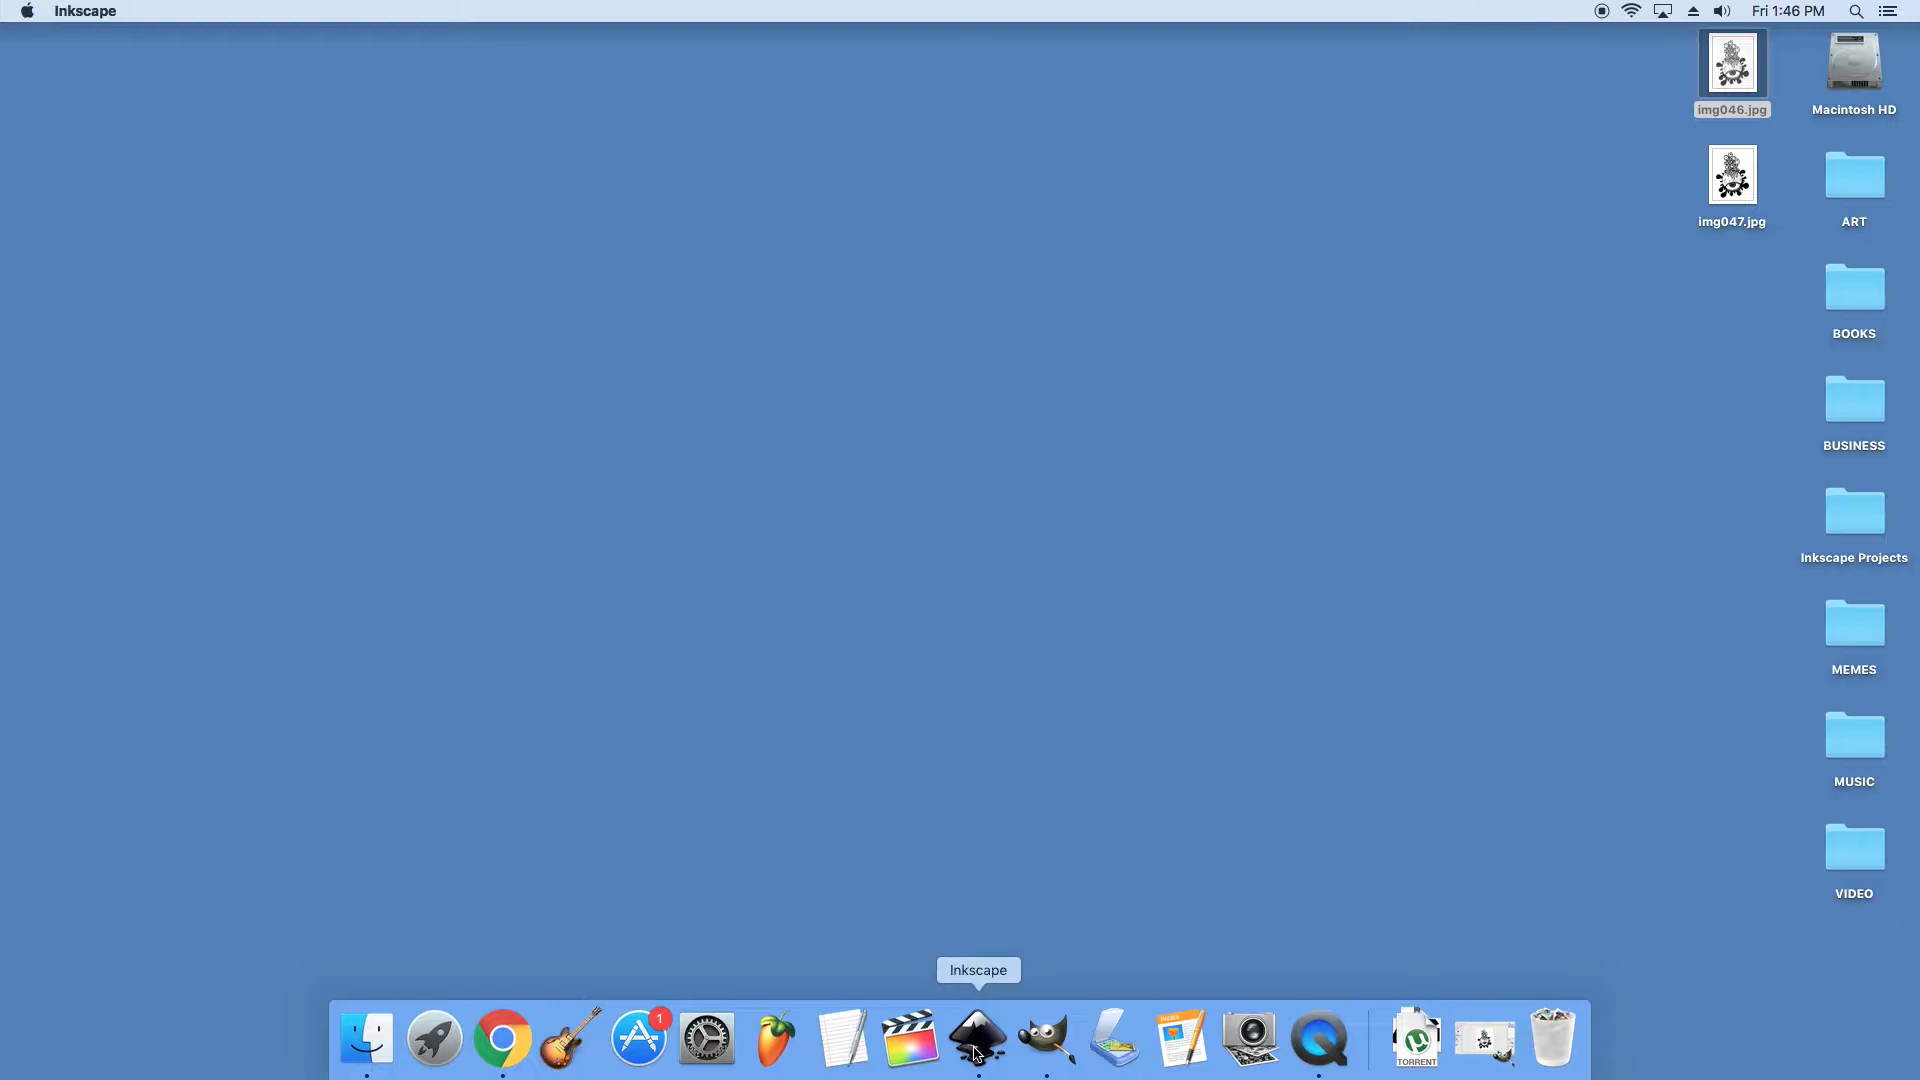 Inkscape
Fri 1:46 PM
img046.jpg
Macintosh HD
img047.jpg
ART
BOOKS
BUSINESS
Inkscape Projects
MEMES
MUSIC
VIDEO
Inkscape
1
TORRENT